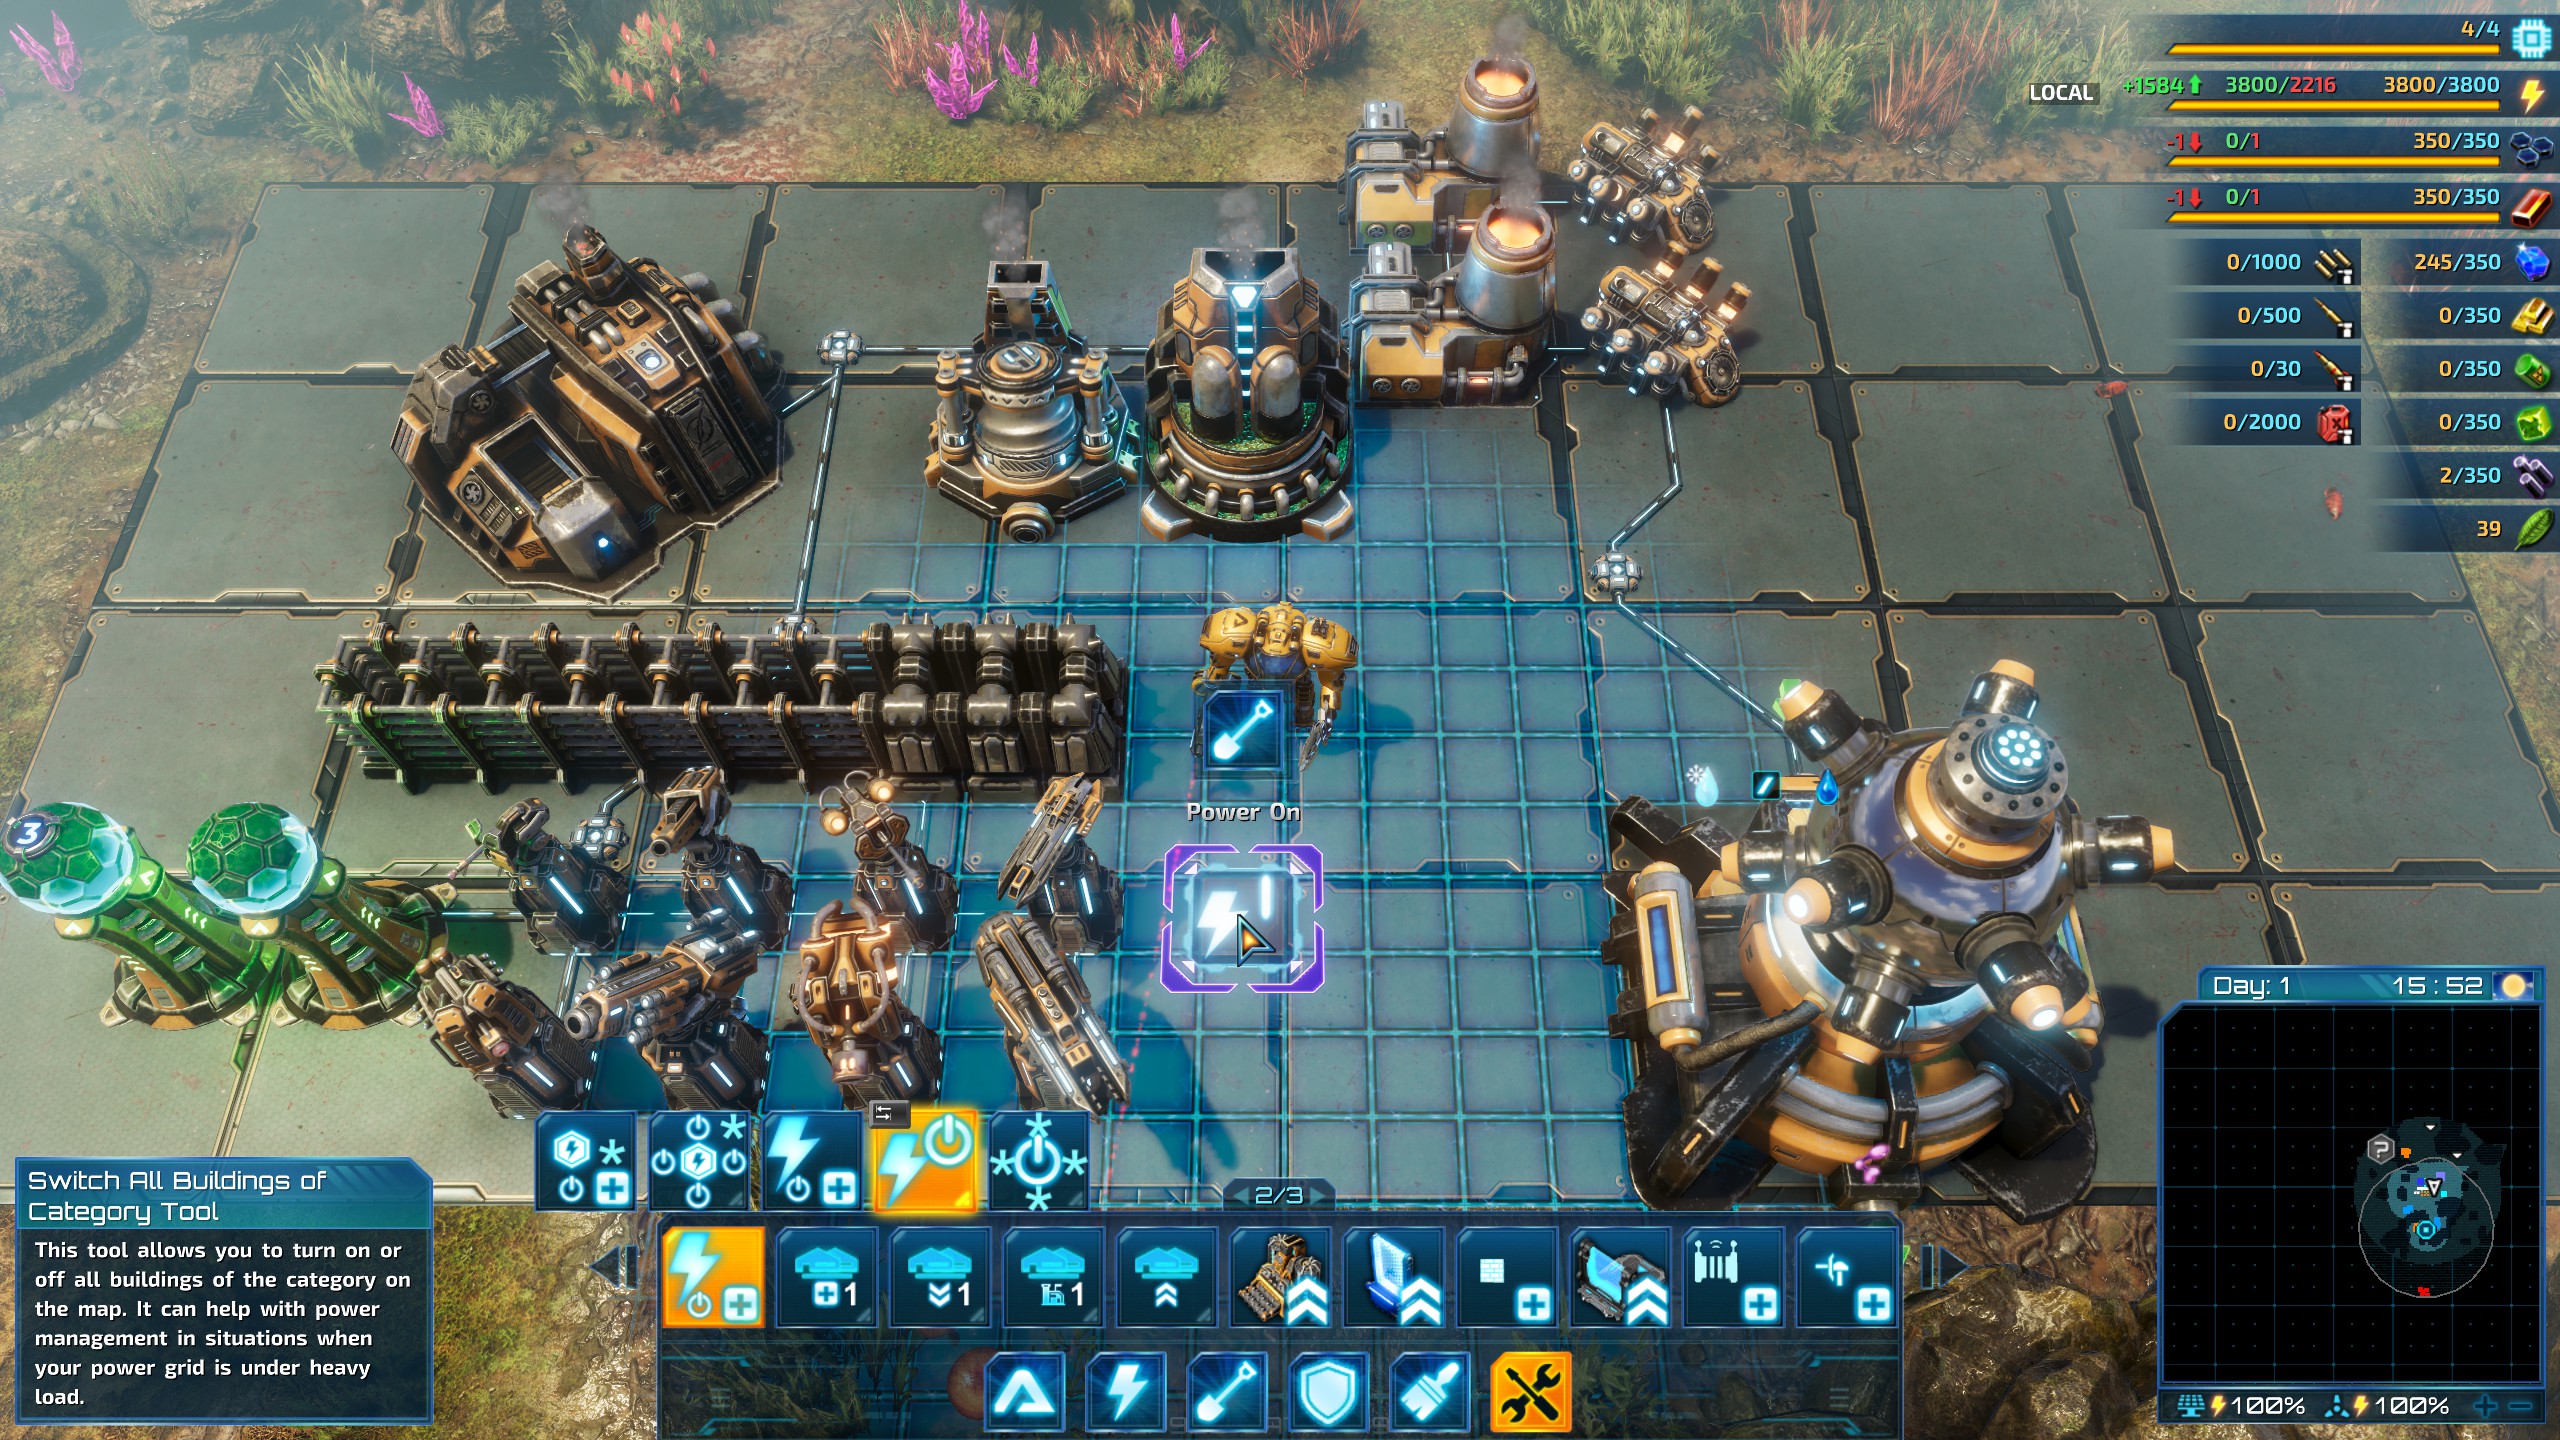 4/4
LOCAL +1584 3800/2216 3800/3800
-1 0/1 350/350
-1 0/1 350/350
0/1000 245/350
0/500 0/350
0/30 0/350
0/2000 0/350
2/350
39
3
Power On
Day: 1 15:52
Switch All Buildings of
Category Tool
This tool allows you to turn on or
off all buildings of the category on
the map. It can help with power
management in situations when
your power grid is under heavy
load.
2/3
1
1
1
?
100% 100%